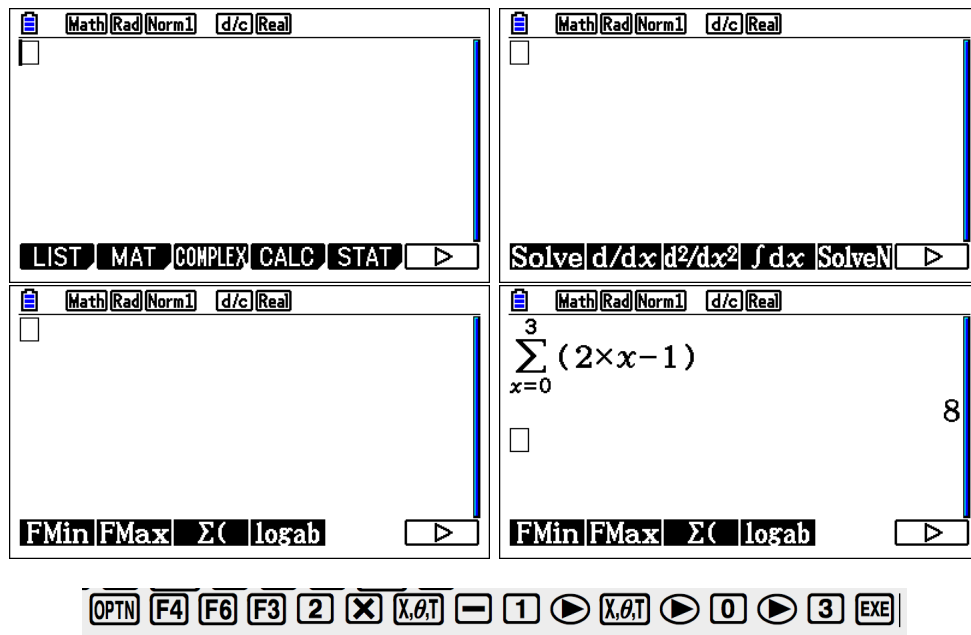 Math Rad Norm1 d/c Real
LIST MAT COMPLEX CALC STAT ▷
Math Rad Norm1 d/c Real
Solve d/dx d²/dx² ∫dx SolveN ▷
Math Rad Norm1 d/c Real
FMin FMax Σ( logab ▷
Math Rad Norm1 d/c Real
3
∑ (2×x−1)
x=0
8
FMin FMax Σ( logab ▷
OPTN F4 F6 F3 2 × X,θ,T − 1 ▶ X,θ,T ▶ 0 ▶ 3 EXE